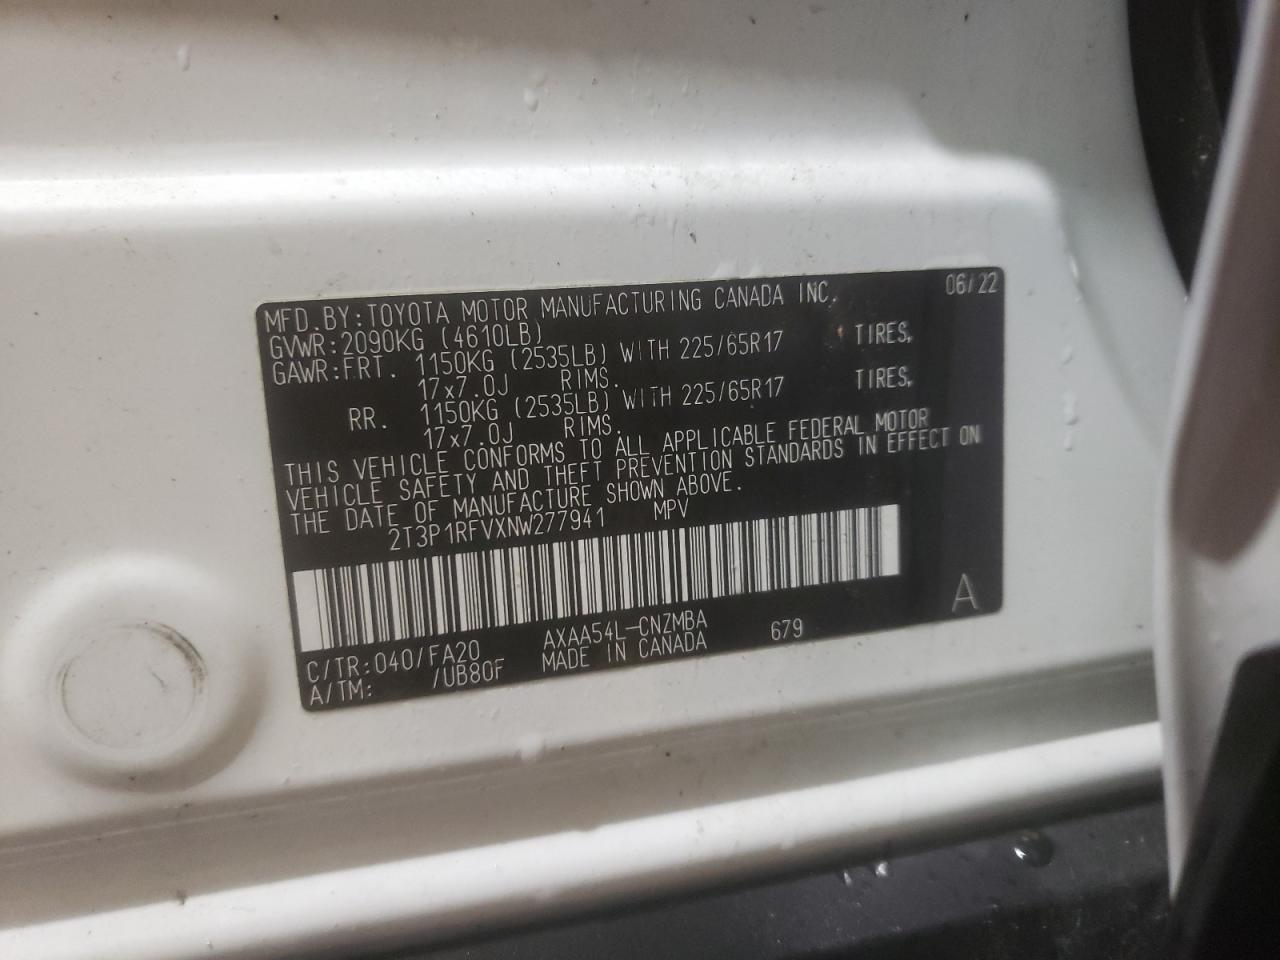 MFD.BY:TOYOTA MOTOR MANUFACTURING CANADA INC. 06/22
GVWR:2090KG (4610LB)
GAWR:FRT. 1150KG (2535LB) WITH 225/65R17 TIRES,
17x7.0J RIMS.
RR. 1150KG (2535LB) WITH 225/65R17 TIRES,
17x7.0J RIMS.
THIS VEHICLE CONFORMS TO ALL APPLICABLE FEDERAL MOTOR
VEHICLE SAFETY AND THEFT PREVENTION STANDARDS IN EFFECT ON
THE DATE OF MANUFACTURE SHOWN ABOVE.
2T3P1RFVXNW277941 MPV
C/TR:040/FA20 AXAA54L-CNZMBA 679 A
A/TM: /UB80F MADE IN CANADA